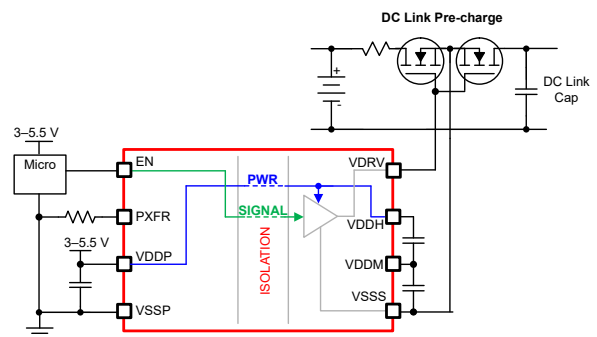 DC Link Pre-charge
+
-
DC Link
Cap
3–5.5 V
Micro
EN
VDRV
PWR
SIGNAL
PXFR
VDDH
3–5.5 V
ISOLATION
VDDP
VDDM
VSSS
VSSP